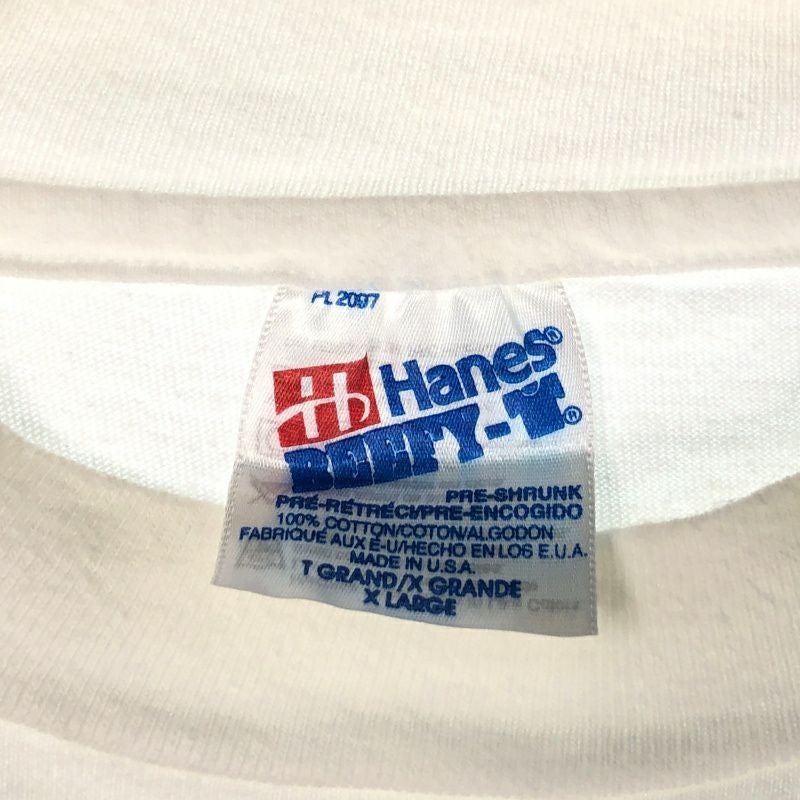 PL 2097
Hanes®
BEEFY-T®
PRE-SHRUNK
PRÉ-RÉTRÉCI/PRE-ENCOGIDO
100% COTTON/COTON/ALGODON
FABRIQUÉ AUX É-U/HECHO EN LOS E.U.A.
MADE IN U.S.A.
T GRAND/X GRANDE
X LARGE